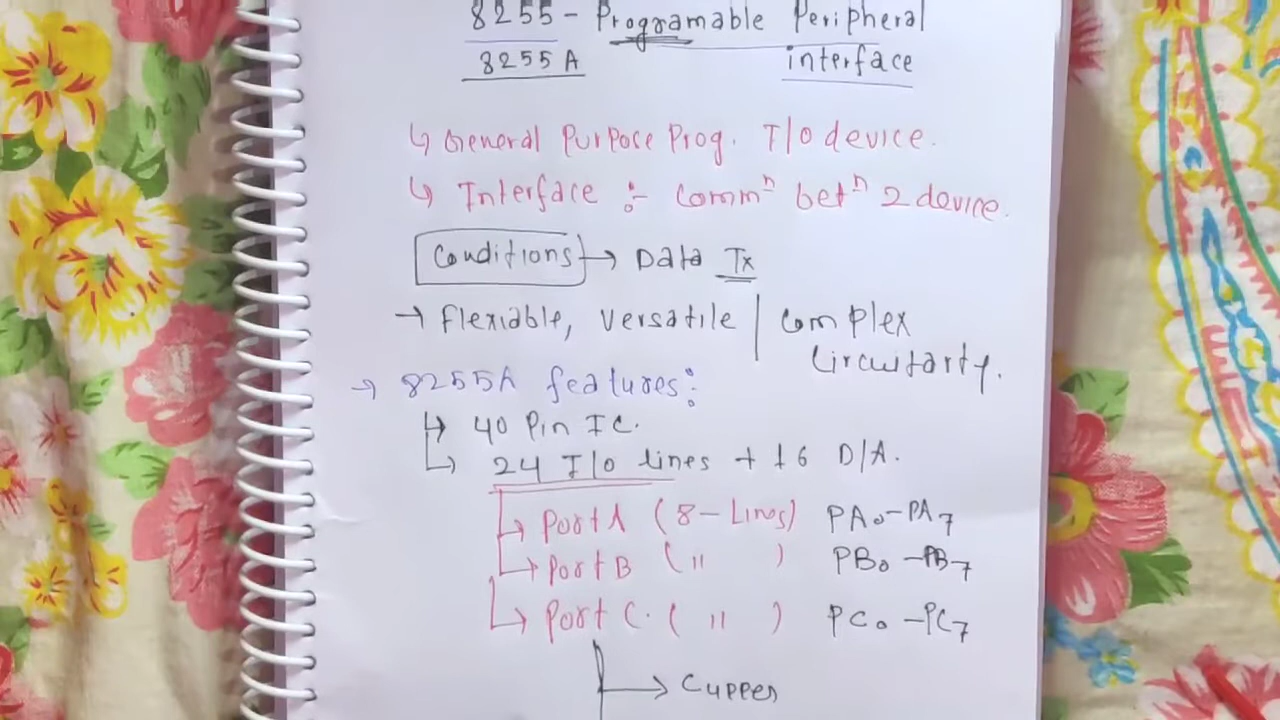 8255 - Programable Peripheral
8255A interface
↳ General Purpose Prog. I/O device.
↳ Interface :- Commⁿ betⁿ 2 device.
Conditions → Data Tx
→ flexiable, versatile | complex
Circuitarty.
→ 8255A features:
↳ 40 Pin IC.
↳ 24 I/O lines + 16 D/A.
↳ Port A (8-Lines) PA0-PA7
↳ Port B ( " ) PB0-PB7
↳ Port C. ( " ) PC0-PC7
→ Cupper